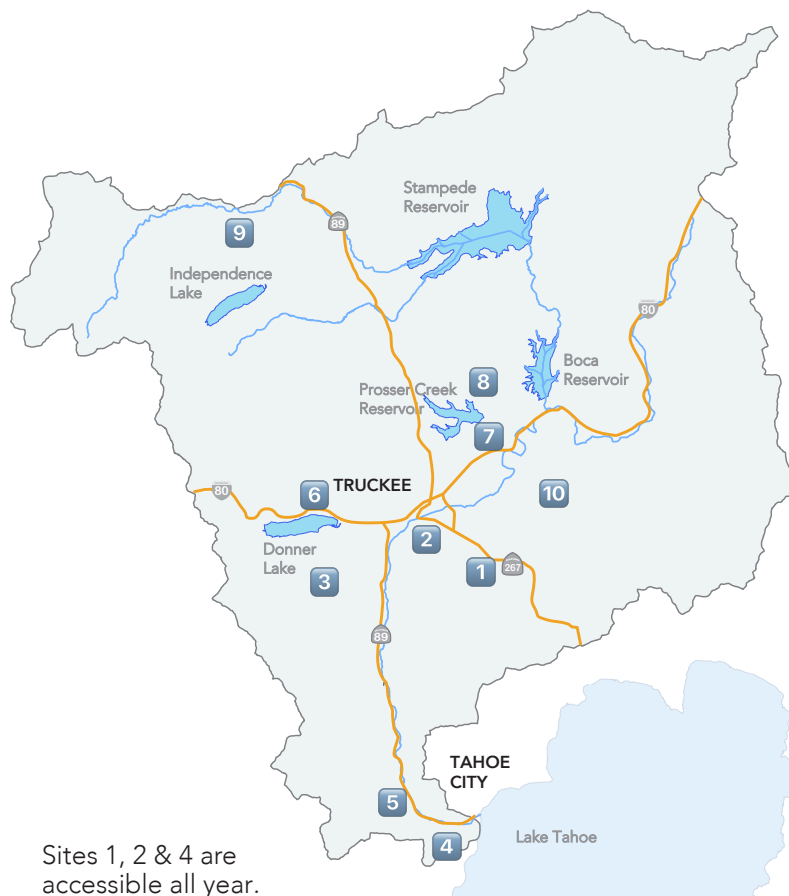 Stampede
Reservoir
89
9
Independence
Lake
80
Boca
Reservoir
8
Prosser Creek
Reservoir
7
TRUCKEE
6
80
10
2
Donner
Lake
3
1
267
89
TAHOE
CITY
5
4
Lake Tahoe
Sites 1, 2 & 4 are
accessible all year.